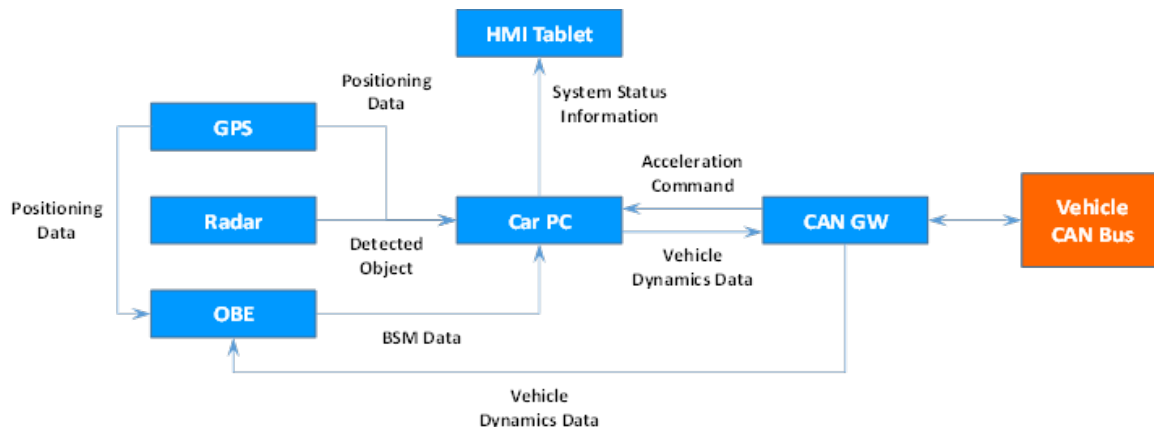 HMI Tablet
Positioning
Data
System Status
Information
GPS
Acceleration
Command
Positioning
Data
Radar
Car PC
CAN GW
Vehicle
CAN Bus
Detected
Object
Vehicle
Dynamics Data
OBE
BSM Data
Vehicle
Dynamics Data